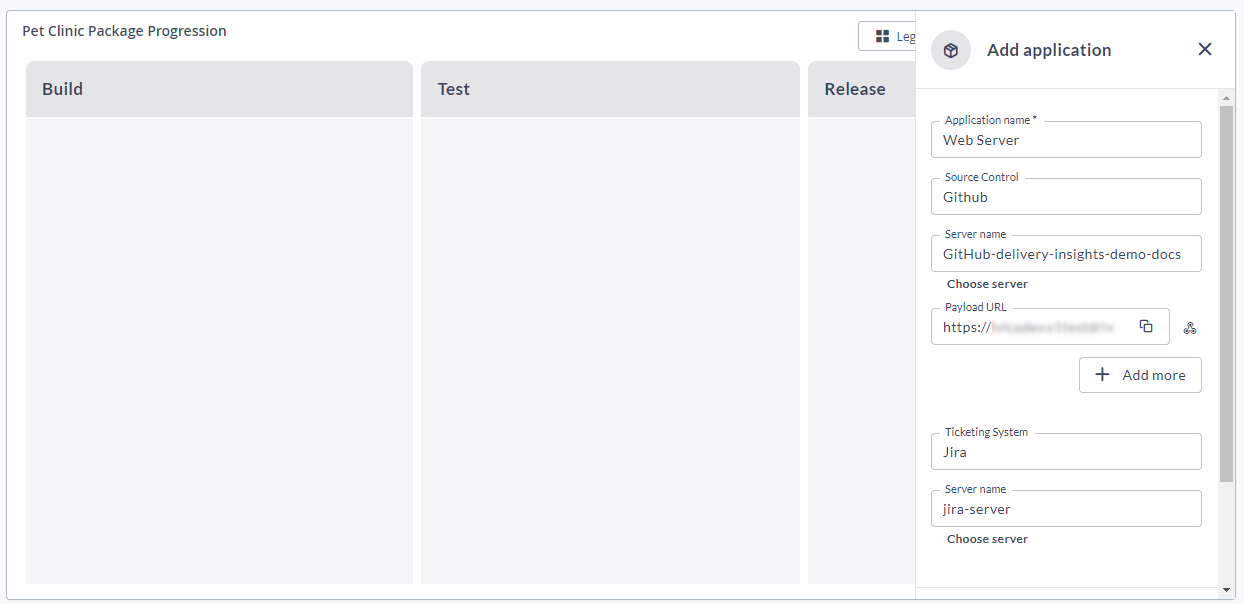 Pet Clinic Package Progression
Build
Test
Release
Add application
Application name *
Web Server
Source Control
Github
Server name
GitHub-delivery-insights-demo-docs
Choose server
Payload URL
https://
Add more
Ticketing System
Jira
Server name
jira-server
Choose server